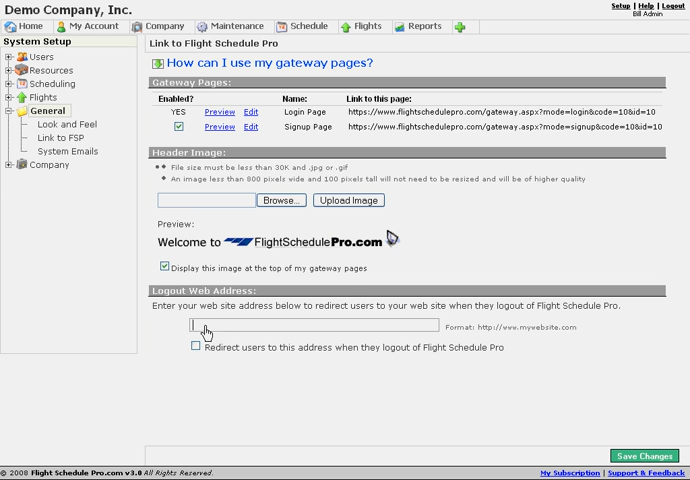 Demo Company, Inc.
Setup | Help | Logout
Bill Admin
Home
My Account
Company
Maintenance
Schedule
Flights
Reports
System Setup
Users
Resources
Scheduling
Flights
General
Look and Feel
Link to FSP
System Emails
Company
Link to Flight Schedule Pro
How can I use my gateway pages?
Gateway Pages:
Enabled? Name: Link to this page:
YES Preview Edit Login Page https://www.flightschedulepro.com/gateway.aspx?mode=login&code=10&id=10
Preview Edit Signup Page https://www.flightschedulepro.com/gateway.aspx?mode=signup&code=10&id=10
Header Image:
File size must be less than 30K and .jpg or .gif
An image less than 800 pixels wide and 100 pixels tall will not need to be resized and will be of higher quality
Browse... Upload Image
Preview:
Welcome to FlightSchedulePro.com
Display this image at the top of my gateway pages
Logout Web Address:
Enter your web site address below to redirect users to your web site when they logout of Flight Schedule Pro.
Format: http://www.mywebsite.com
Redirect users to this address when they logout of Flight Schedule Pro
Save Changes
© 2008 Flight Schedule Pro.com v3.0 All Rights Reserved.
My Subscription | Support & Feedback